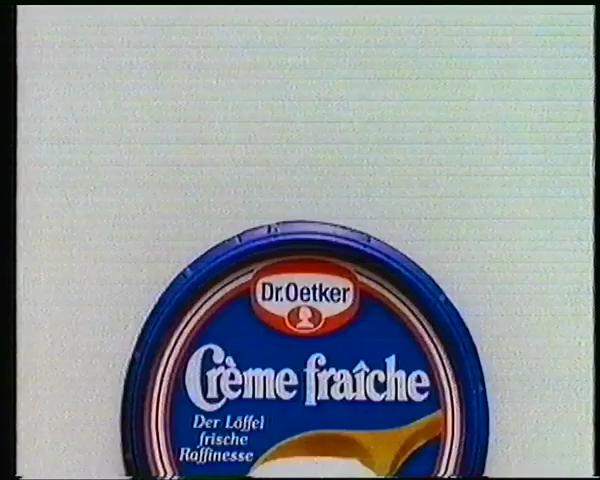 Dr.Oetker
Crème fraîche
Der Löffel
frische
Raffinesse